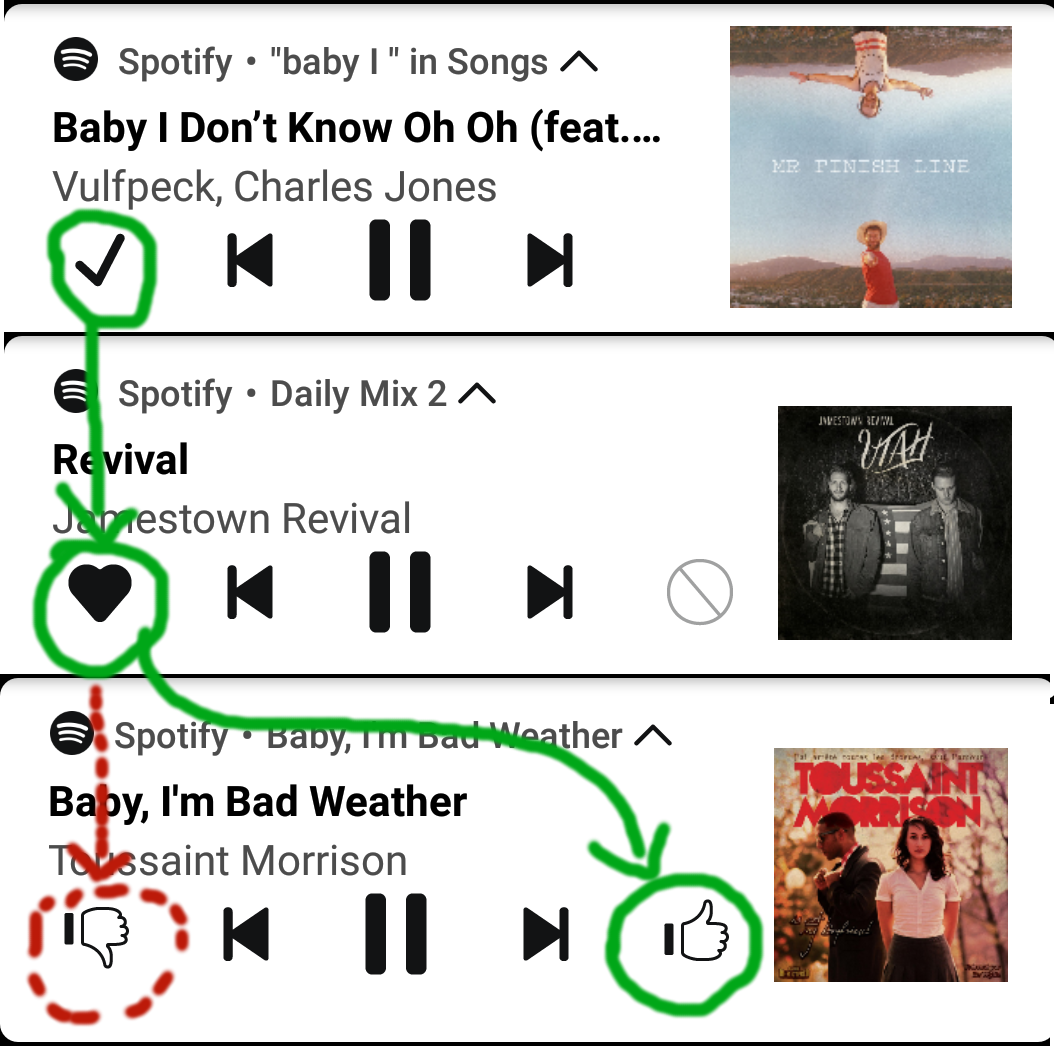 Spotify • "baby I " in Songs
Baby I Don’t Know Oh Oh (feat.…
Vulfpeck, Charles Jones
MR FINISH LINE
Spotify • Daily Mix 2
Revival
Jamestown Revival
JAMESTOWN REVIVAL
UTAH
Spotify • Baby, I'm Bad Weather
Baby, I'm Bad Weather
Toussaint Morrison
TOUSSAINT
MORRISON